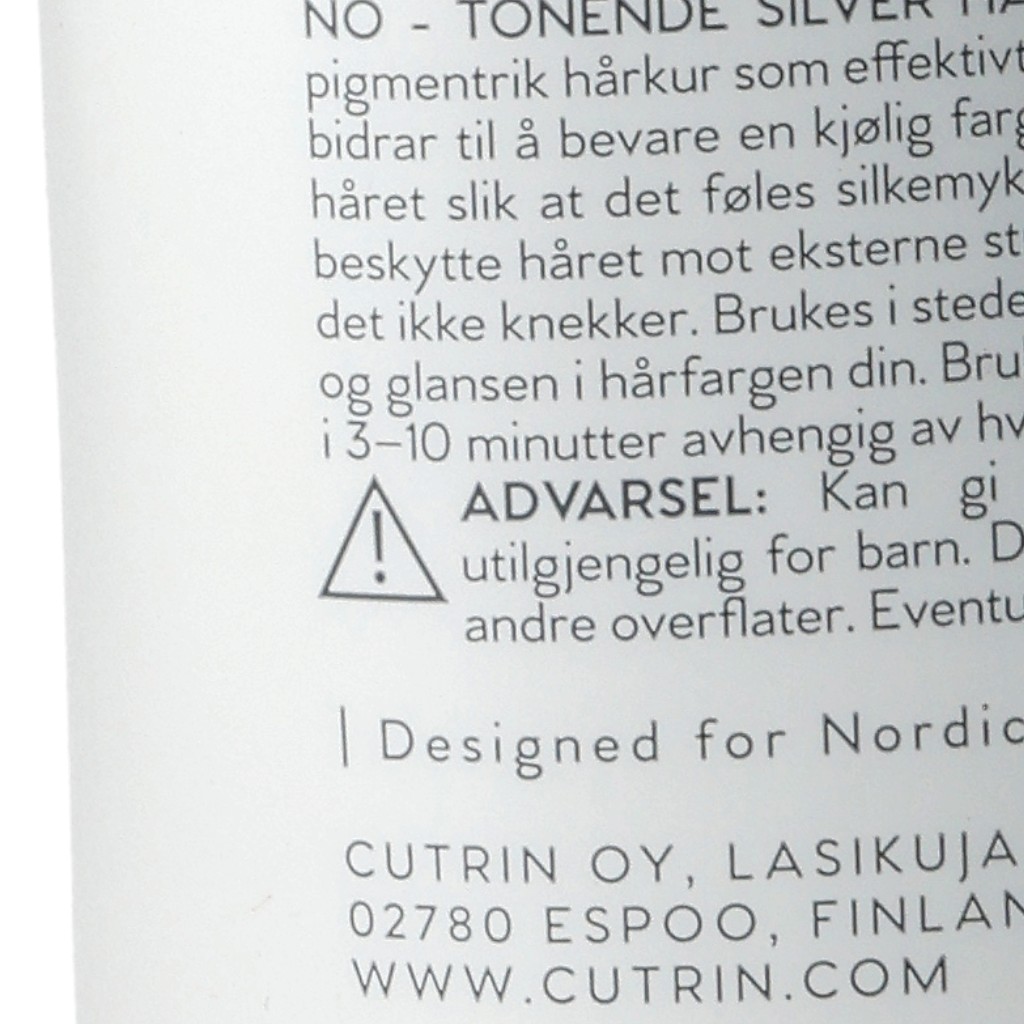 NO - TONENDE SILVER
pigmentrik hårkur som effektivt
bidrar til å bevare en kjølig
håret slik at det føles
beskytte håret mot eksterne
det ikke knekker. Brukes i
og glansen i hårfargen din.
i 3–10 minutter avhengig av
ADVARSEL: Kan gi
utilgjengelig for barn.
andre overflater.
| Designed for Nordic
CUTRIN OY, LASIKUJA
02780 ESPOO,
WWW.CUTRIN.COM